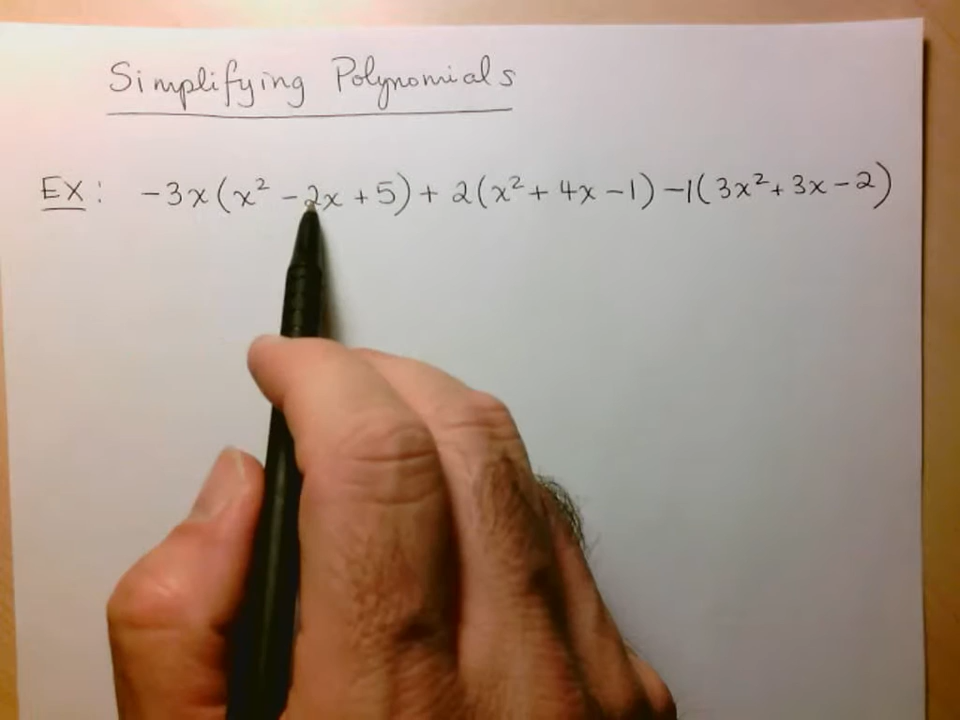 Simplifying Polynomials
EX: -3x(x² -2x +5) + 2(x² + 4x -1) -1(3x² + 3x -2)